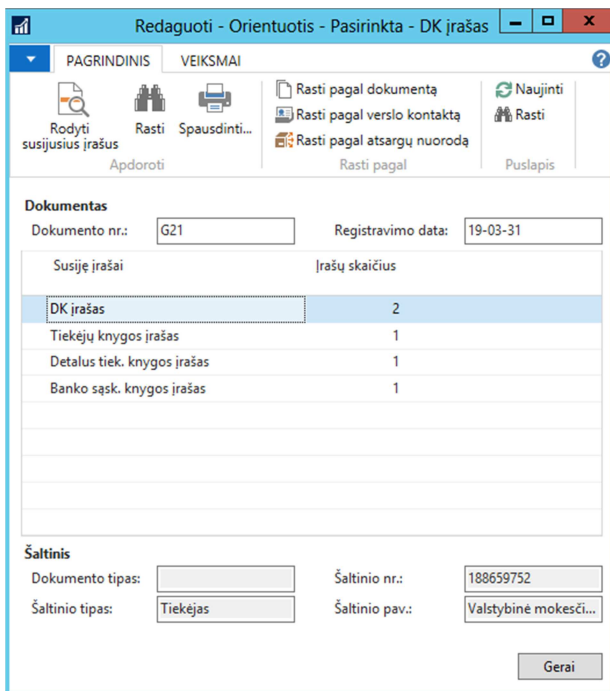 Redaguoti - Orientuotis - Pasirinkta - DK įrašas
PAGRINDINIS VEIKSMAI
Rodyti susijusius įrašus
Rasti
Spausdinti...
Apdoroti
Rasti pagal dokumentą
Rasti pagal verslo kontaktą
Rasti pagal atsargų nuorodą
Rasti pagal
Naujinti
Rasti
Puslapis
Dokumentas
Dokumento nr.: G21 Registravimo data: 19-03-31
Susiję įrašai Įrašų skaičius
DK įrašas 2
Tiekėjų knygos įrašas 1
Detalus tiek. knygos įrašas 1
Banko sąsk. knygos įrašas 1
Šaltinis
Dokumento tipas: Šaltinio nr.: 188659752
Šaltinio tipas: Tiekėjas Šaltinio pav.: Valstybinė mokesči...
Gerai